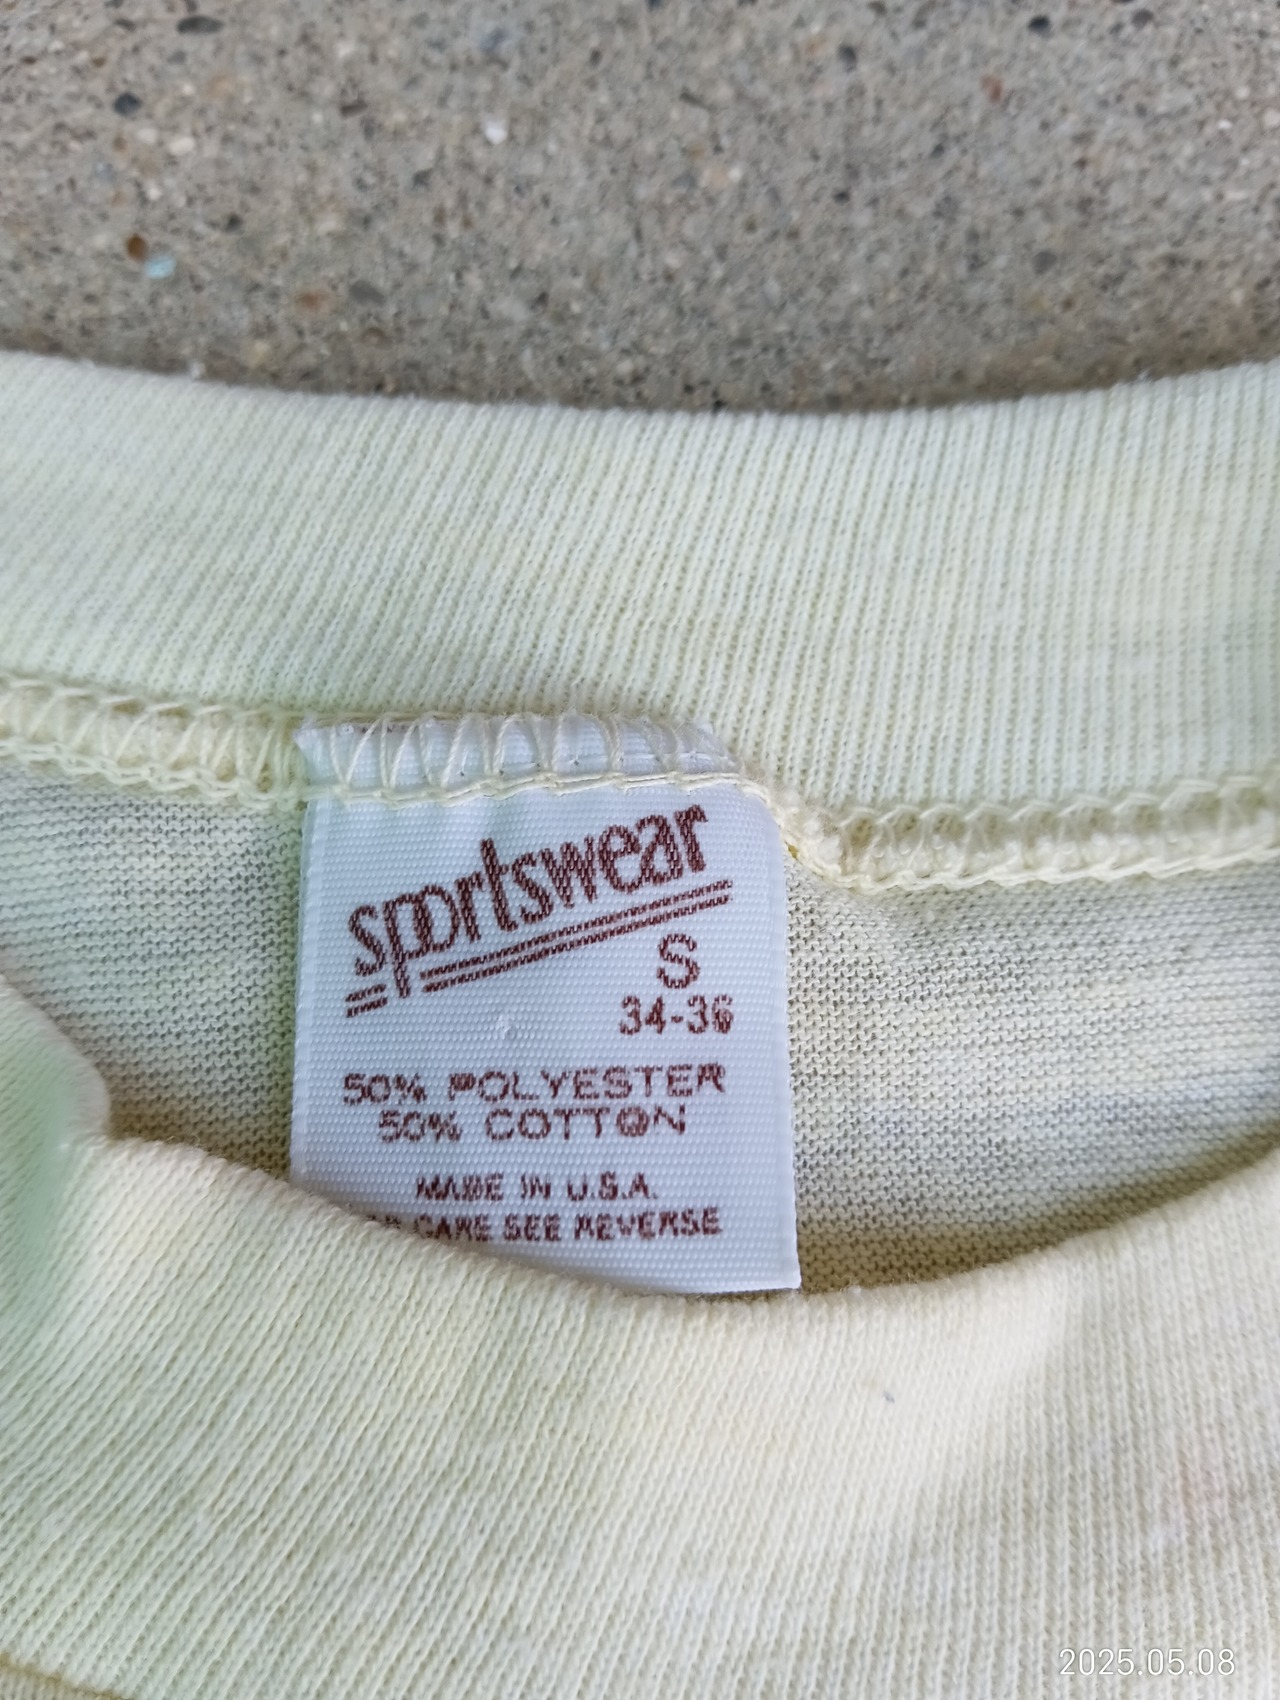 sportswear
S
34-36
50% POLYESTER
50% COTTON
MADE IN U.S.A.
CARE SEE REVERSE
2025.05.08